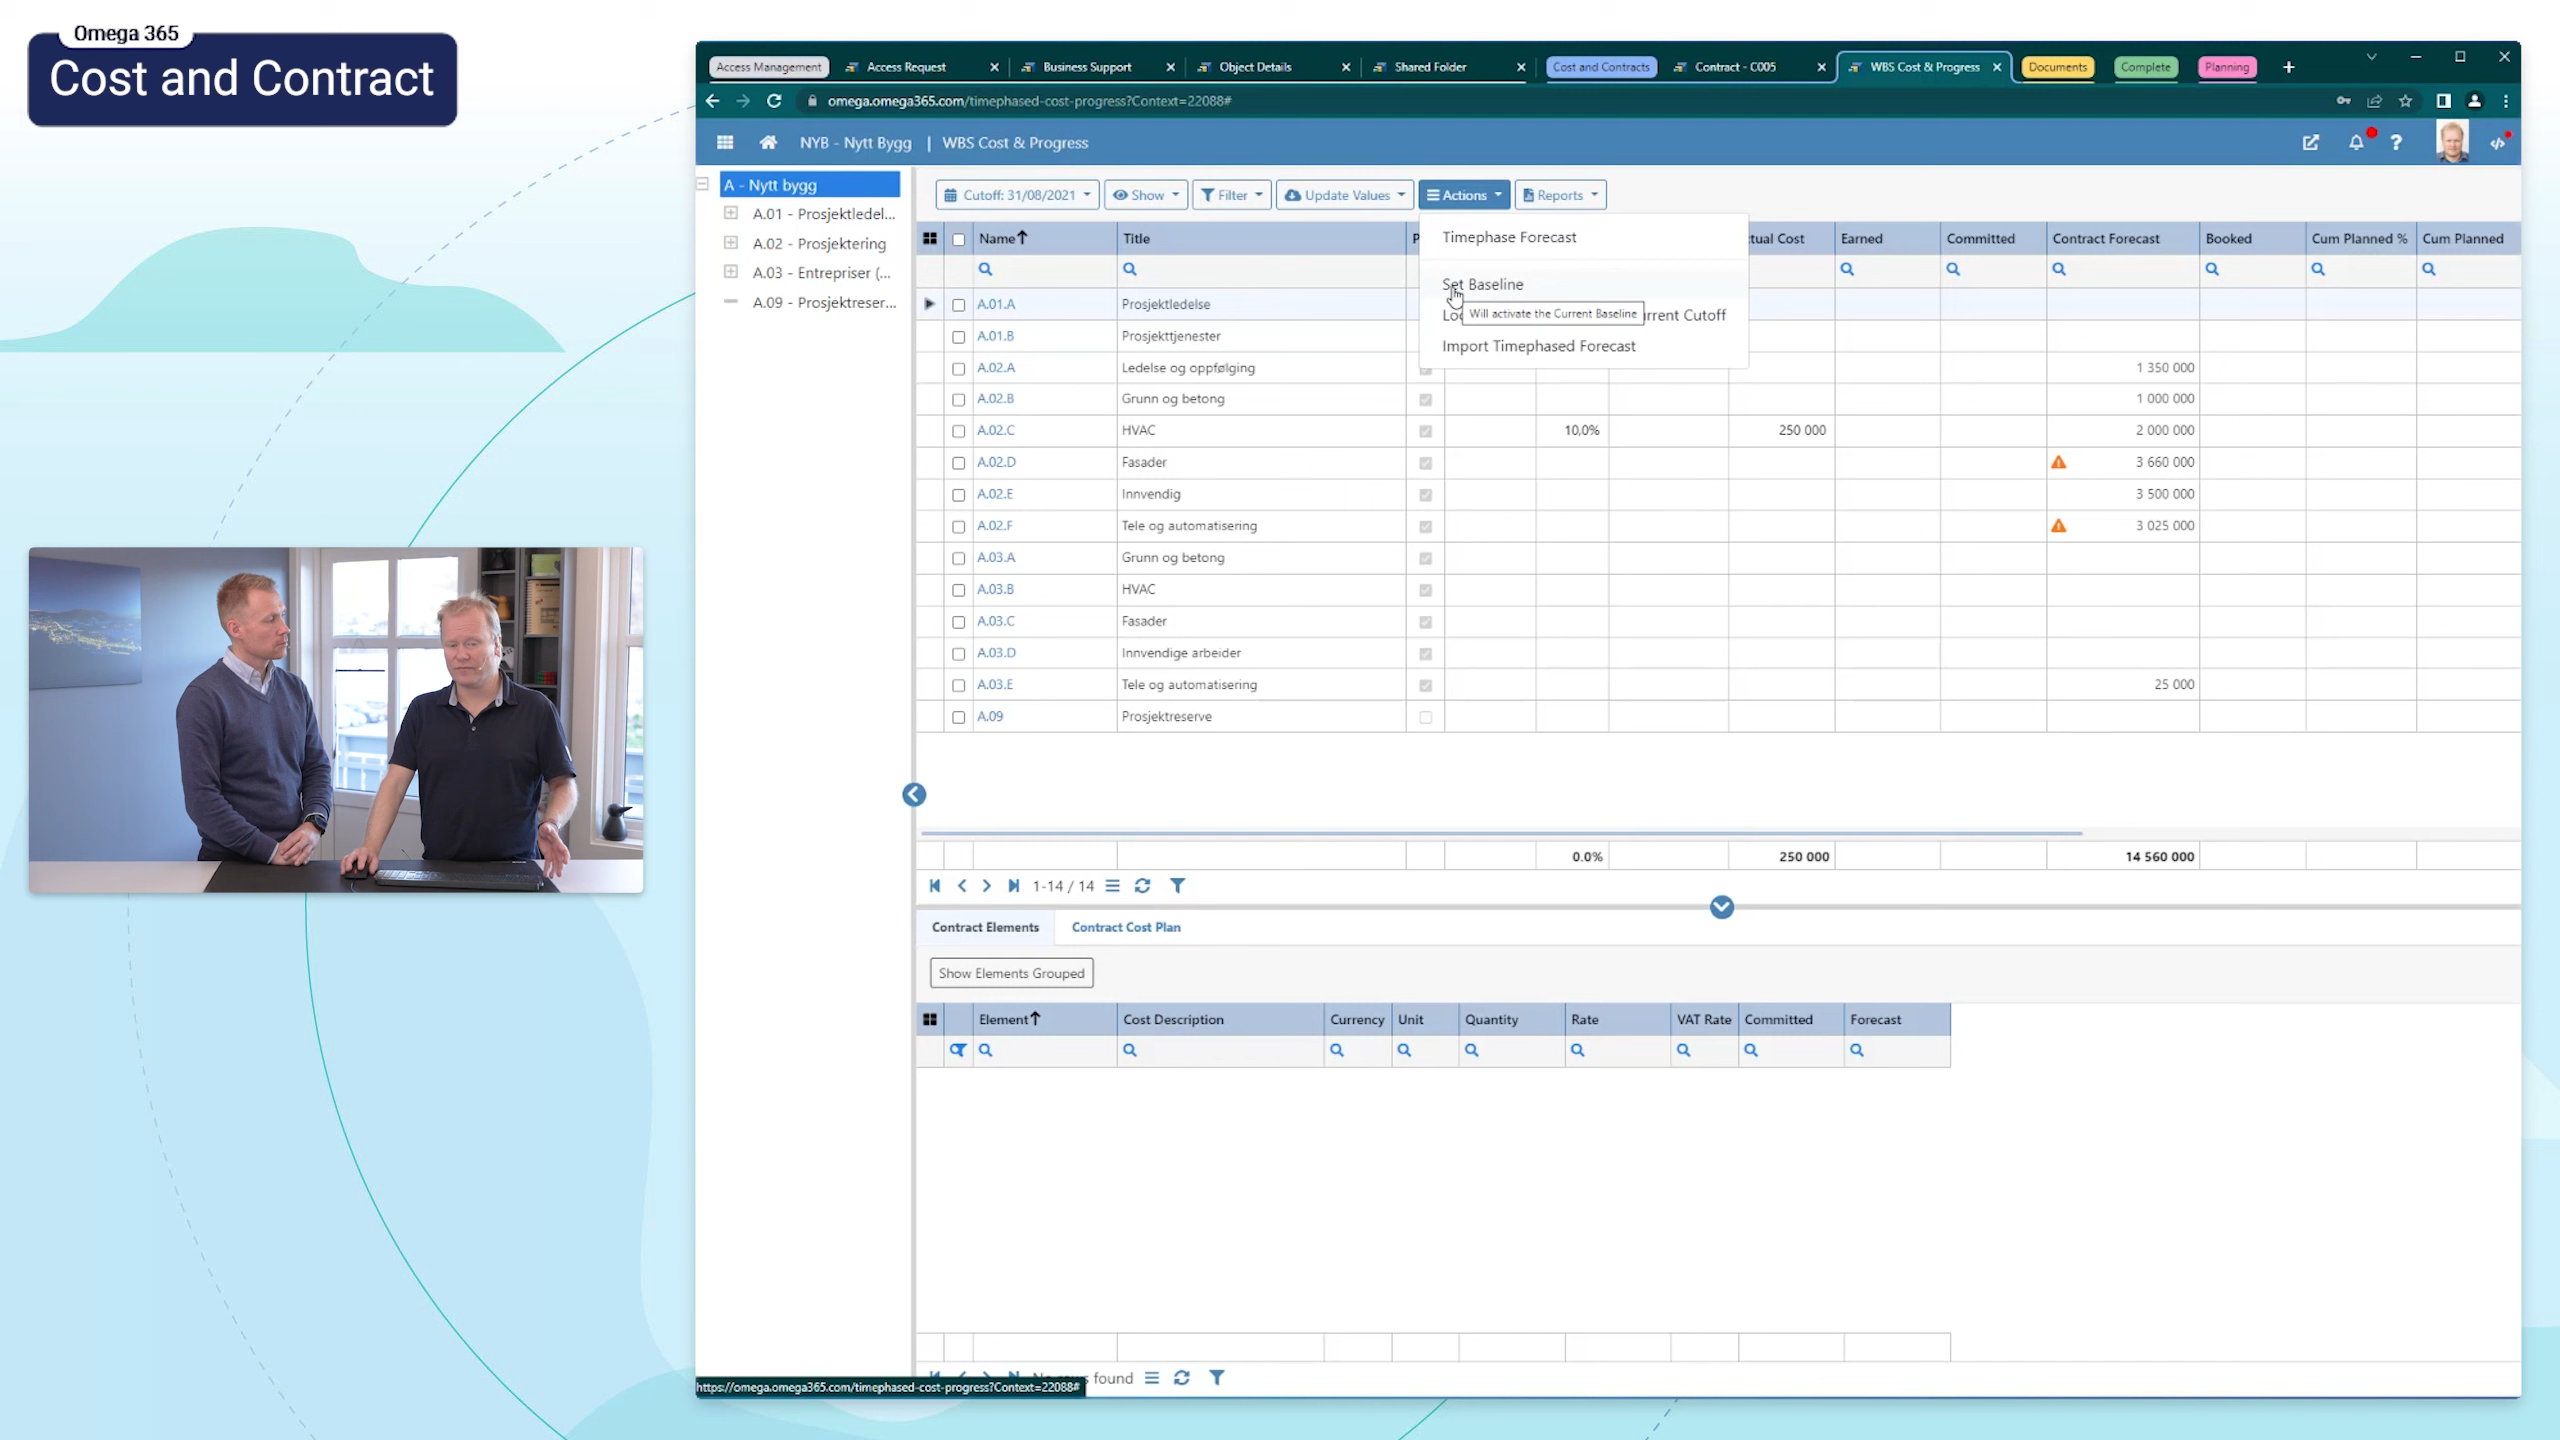 Omega 365
Cost and Contract
Access Management
Access Request
Business Support
Object Details
Shared Folder
Cost and Contracts
Contract - C005
WBS Cost & Progress
Documents
Complete
Planning
omega.omega365.com/timephased-cost-progress?Context=22088#
NYB - Nytt Bygg | WBS Cost & Progress
A - Nytt bygg
A.01 - Prosjektledel...
A.02 - Prosjektering
A.03 - Entrepriser (...
A.09 - Prosjektreser...
Cutoff: 31/08/2021
Show
Filter
Update Values
Actions
Reports
Timephase Forecast
Set Baseline
Will activate the Current Baseline
Import Timephased Forecast
Name Title Cost Earned Committed Contract Forecast Booked Cum Planned % Cum Planned
A.01.A Prosjektledelse
A.01.B Prosjekttjenester
A.02.A Ledelse og oppfølging 1 350 000
A.02.B Grunn og betong 1 000 000
A.02.C HVAC 10,0% 250 000 2 000 000
A.02.D Fasader 3 660 000
A.02.E Innvendig 3 500 000
A.02.F Tele og automatisering 3 025 000
A.03.A Grunn og betong
A.03.B HVAC
A.03.C Fasader
A.03.D Innvendige arbeider
A.03.E Tele og automatisering 25 000
A.09 Prosjektreserve
0.0% 250 000 14 560 000
1-14 / 14
Contract Elements Contract Cost Plan
Show Elements Grouped
Element Cost Description Currency Unit Quantity Rate VAT Rate Committed Forecast
found
https://omega.omega365.com/timephased-cost-progress?Context=22088#